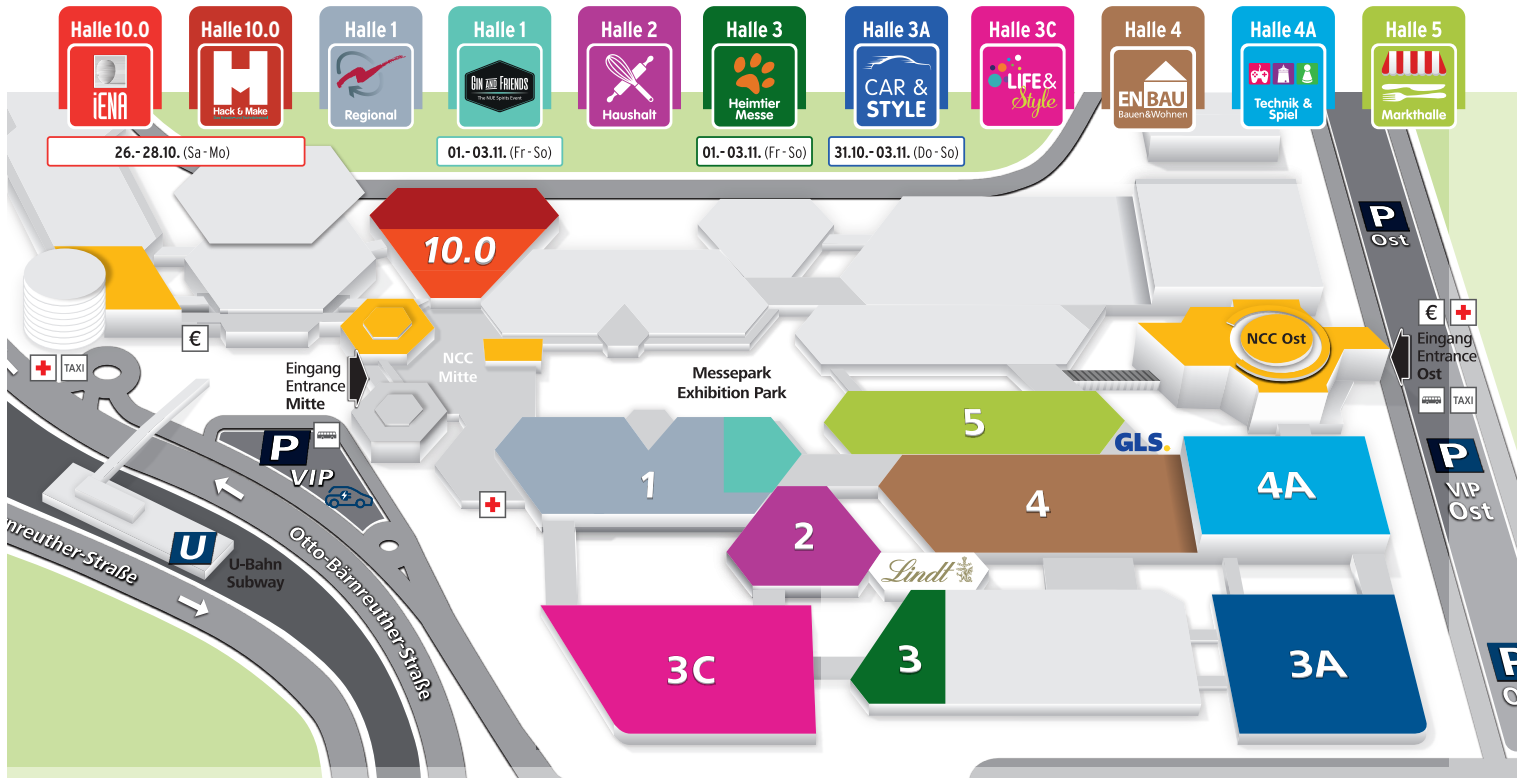 Halle 10.0
iENA
Halle 10.0
Hack & Make
Halle 1
Regional
Halle 1
GIN AND FRIENDS
The NUE Spirits Event
Halle 2
Haushalt
Halle 3
Heimtier
Messe
Halle 3A
CAR &
STYLE
Halle 3C
LIFE&
Style
Halle 4
ENBAU
Bauen&Wohnen
Halle 4A
Technik &
Spiel
Halle 5
Markthalle
26.-28.10. (Sa-Mo)
01.-03.11. (Fr-So)
01.-03.11. (Fr-So)
31.10.-03.11. (Do-So)
10.0
P
Ost
€
€
Eingang
Entrance
Ost
NCC Ost
TAXI
Eingang
Entrance
Mitte
NCC
Mitte
Messepark
Exhibition Park
TAXI
5
GLS.
P
VIP
P
VIP
Ost
1
4
4A
2
Lindt
U
U-Bahn
Subway
nreuther-Straße
Otto-Bärnreuther-Straße
3C
3
3A
P